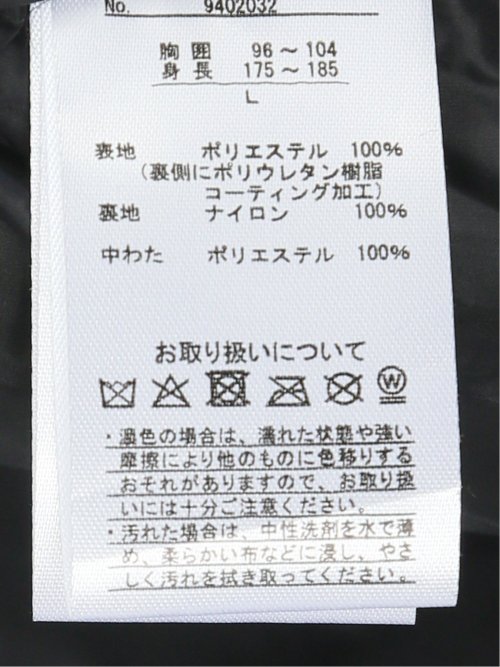 No. 9402032
胸囲 96～104
身長 175～185
L
表地 ポリエステル 100%
（裏側にポリウレタン樹脂
コーティング加工）
裏地 ナイロン 100%
中わた ポリエステル 100%
お取り扱いについて
W
・濃色の場合は、濡れた状態や強い
摩擦により他のものに色移りする
おそれがありますので、お取り扱
いには十分ご注意ください。
・汚れた場合は、中性洗剤を水で薄
め、柔らかい布などに浸し、やさ
しく汚れを拭き取ってください。